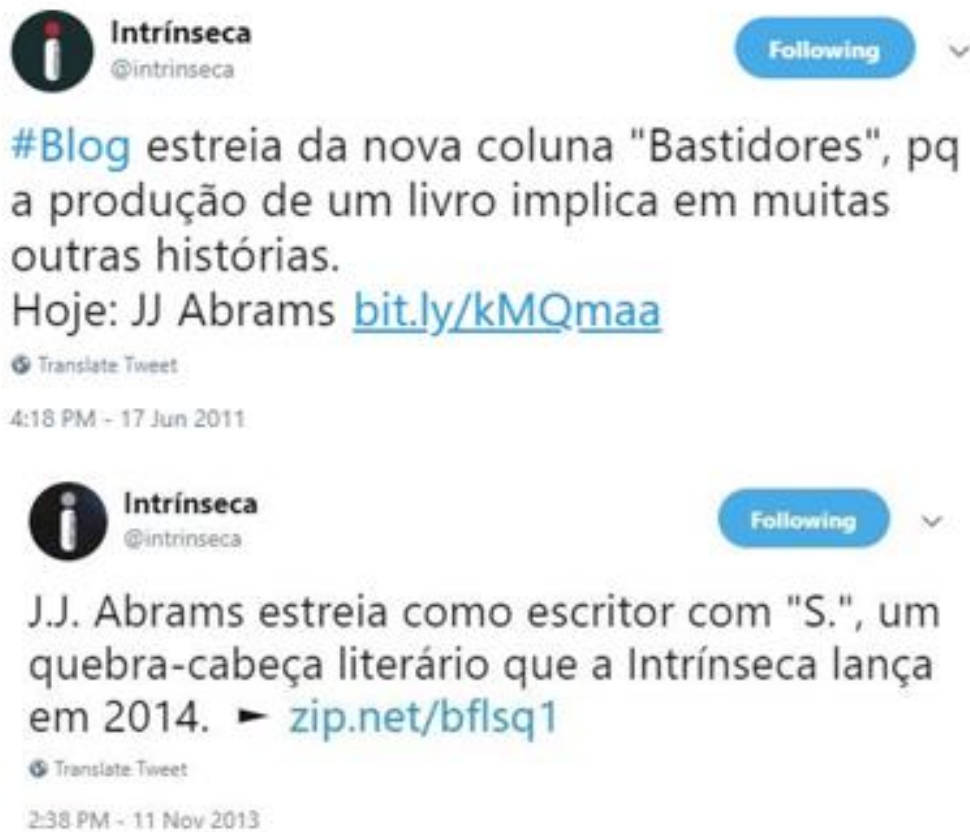 Intrínseca
@intrinseca
Following
#Blog estreia da nova coluna "Bastidores", pq
a produção de um livro implica em muitas
outras histórias.
Hoje: JJ Abrams bit.ly/kMQmaa
Translate Tweet
4:18 PM - 17 Jun 2011
Intrínseca
@intrinseca
Following
J.J. Abrams estreia como escritor com "S.", um
quebra-cabeça literário que a Intrínseca lança
em 2014. ► zip.net/bflsq1
Translate Tweet
2:38 PM - 11 Nov 2013